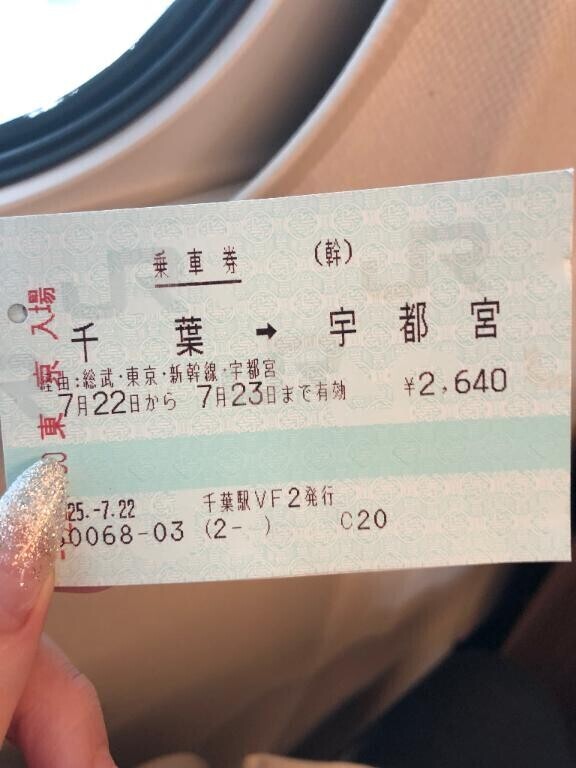 乗車券 (幹)
千葉 → 宇都宮
経由:総武・東京・新幹線・宇都宮
7月22日から 7月23日まで有効 ¥2,640
25.-7.22 千葉駅VF2発行
0068-03 (2- ) C20
東京 入場
JR JR